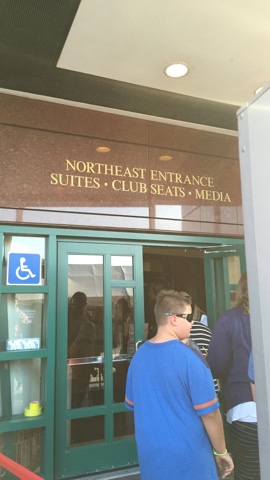 NORTHEAST ENTRANCE
SUITES • CLUB SEATS • MEDIA